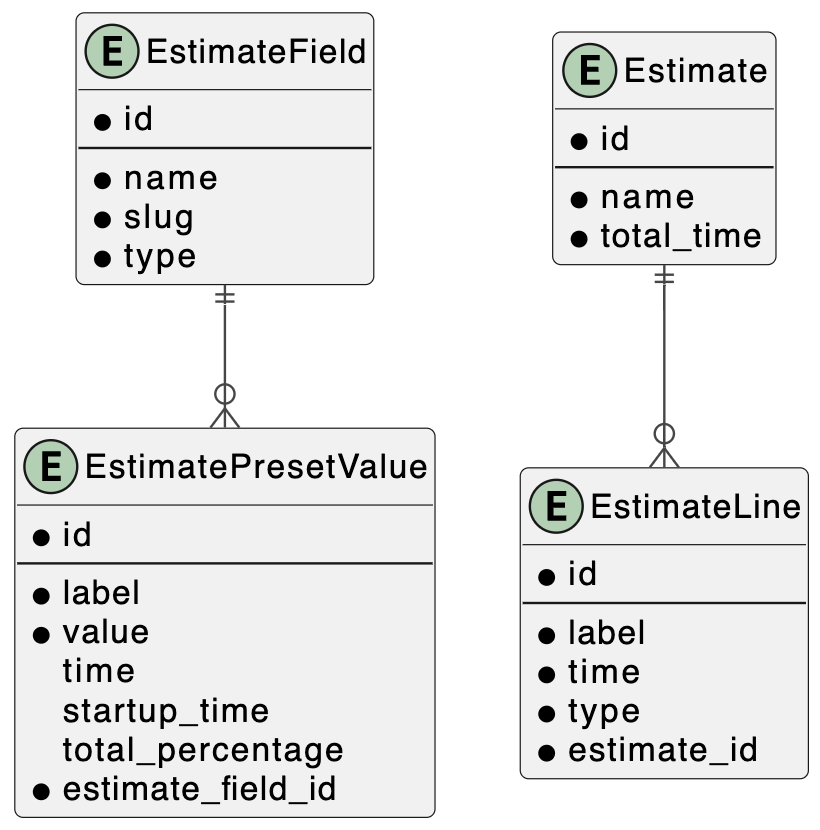 E EstimateField
id
name
slug
type
E EstimatePresetValue
id
label
value
time
startup_time
total_percentage
estimate_field_id
E Estimate
id
name
total_time
E EstimateLine
id
label
time
type
estimate_id